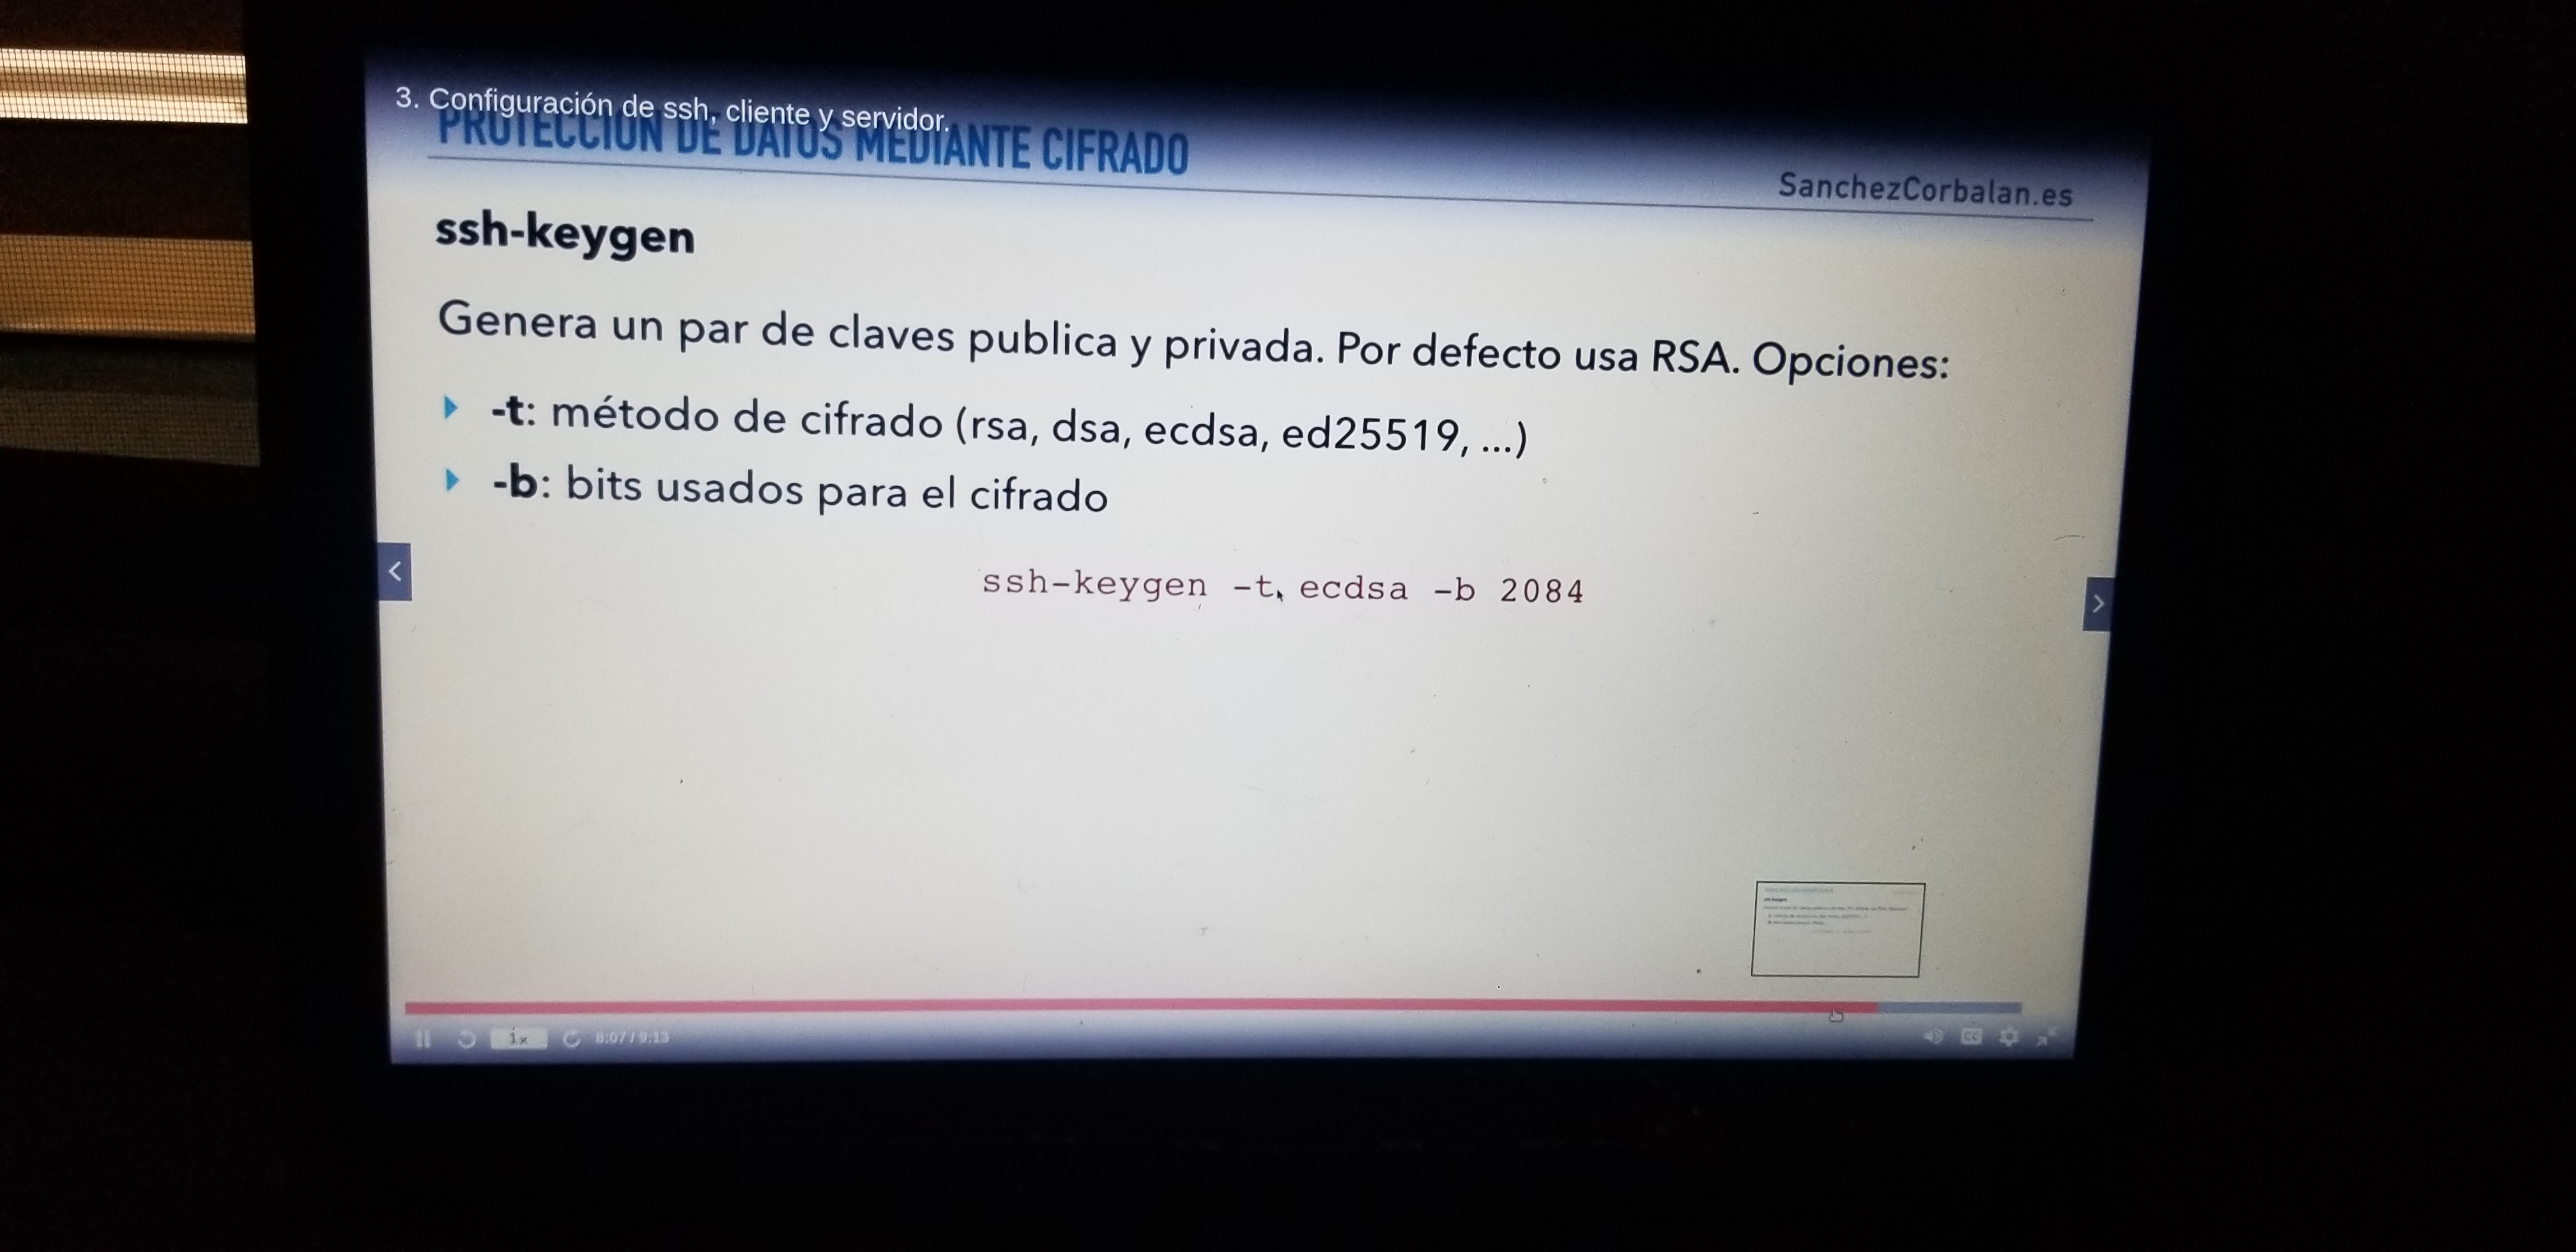 3. Configuración de ssh, cliente y servidor.
PROTECCIÓN DE DATOS MEDIANTE CIFRADO
SanchezCorbalan.es
ssh-keygen
Genera un par de claves publica y privada. Por defecto usa RSA. Opciones:
-t: método de cifrado (rsa, dsa, ecdsa, ed25519, ...)
-b: bits usados para el cifrado
ssh-keygen -t ecdsa -b 2084
1x
8:07 / 9:13
CC